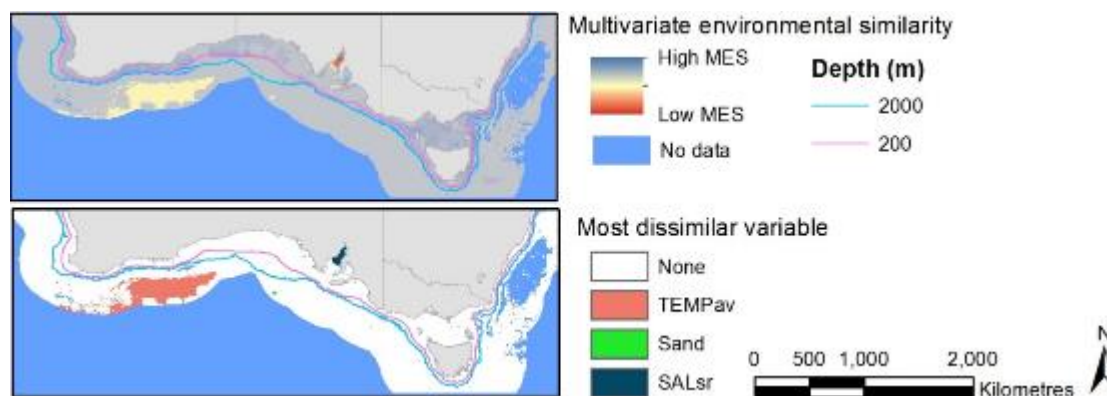 Multivariate environmental similarity
High MES
Low MES
No data
Depth (m)
2000
200
Most dissimilar variable
None
TEMPav
Sand
SALsr
0 500 1,000 2,000
Kilometres
N